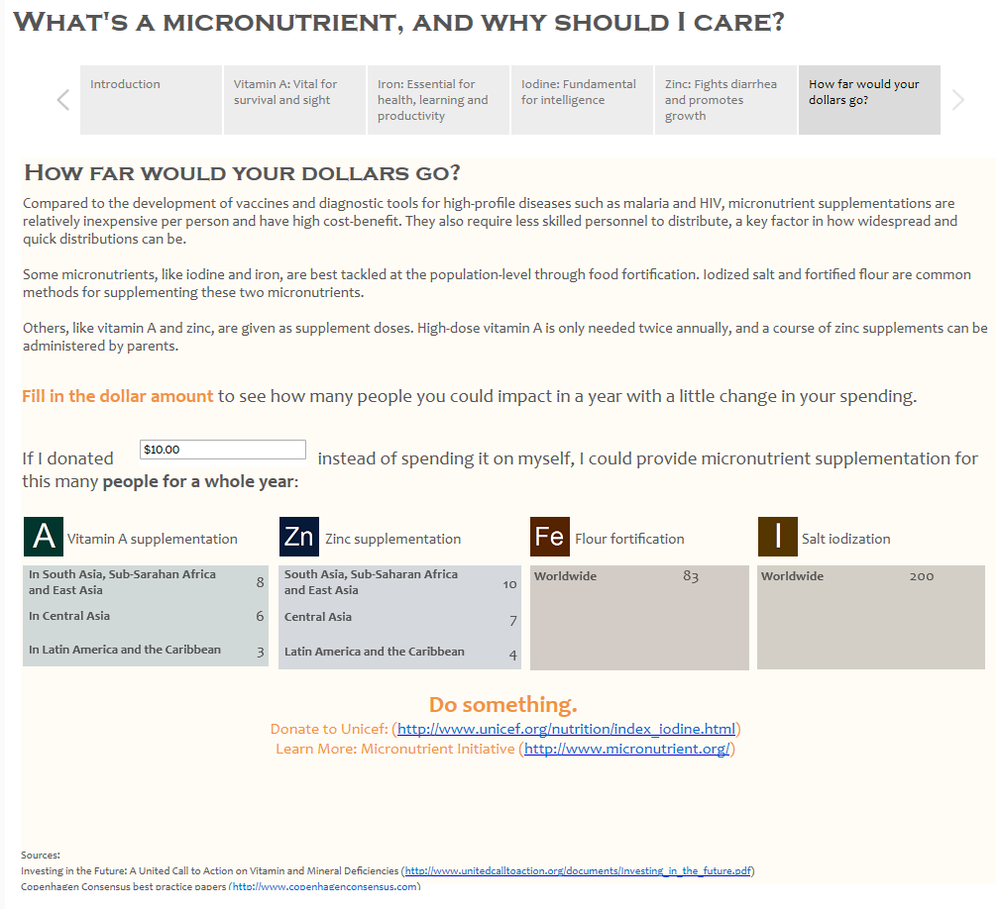 What's a micronutrient, and why should I care?
Introduction
Vitamin A: Vital for
survival and sight
Iron: Essential for
health, learning and
productivity
Iodine: Fundamental
for intelligence
Zinc: Fights diarrhea
and promotes
growth
How far would your
dollars go?
How far would your dollars go?
Compared to the development of vaccines and diagnostic tools for high-profile diseases such as malaria and HIV, micronutrient supplementations are
relatively inexpensive per person and have high cost-benefit. They also require less skilled personnel to distribute, a key factor in how widespread and
quick distributions can be.
Some micronutrients, like iodine and iron, are best tackled at the population-level through food fortification. Iodized salt and fortified flour are common
methods for supplementing these two micronutrients.
Others, like vitamin A and zinc, are given as supplement doses. High-dose vitamin A is only needed twice annually, and a course of zinc supplements can be
administered by parents.
Fill in the dollar amount to see how many people you could impact in a year with a little change in your spending.
If I donated $10.00 instead of spending it on myself, I could provide micronutrient supplementation for
this many people for a whole year:
A Vitamin A supplementation
In South Asia, Sub-Sarahan Africa
and East Asia 8
In Central Asia 6
In Latin America and the Caribbean 3
Zn Zinc supplementation
South Asia, Sub-Saharan Africa
and East Asia 10
Central Asia 7
Latin America and the Caribbean 4
Fe Flour fortification
Worldwide 83
I Salt iodization
Worldwide 200
Do something.
Donate to Unicef: (http://www.unicef.org/nutrition/index_iodine.html)
Learn More: Micronutrient Initiative (http://www.micronutrient.org/)
Sources:
Investing in the Future: A United Call to Action on Vitamin and Mineral Deficiencies (http://www.unitedcalltoaction.org/documents/Investing_in_the_future.pdf)
Copenhagen Consensus best practice papers (http://www.copenhagenconsensus.com)